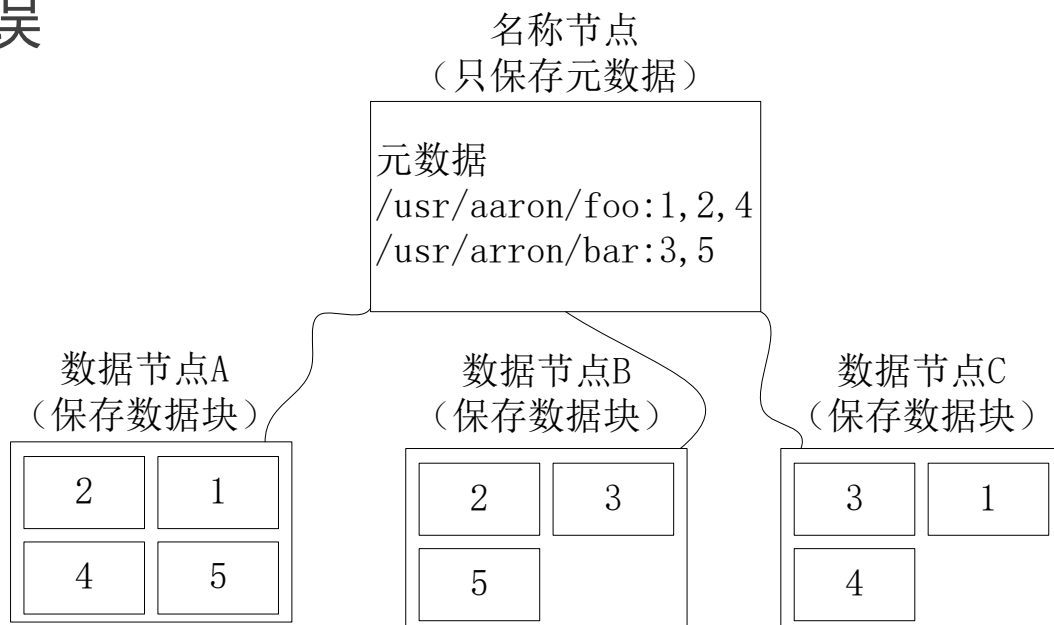 误
名称节点
（只保存元数据）
元数据
/usr/aaron/foo:1,2,4
/usr/arron/bar:3,5
数据节点A
（保存数据块）
2 1
4 5
数据节点B
（保存数据块）
2 3
5
数据节点C
（保存数据块）
3 1
4